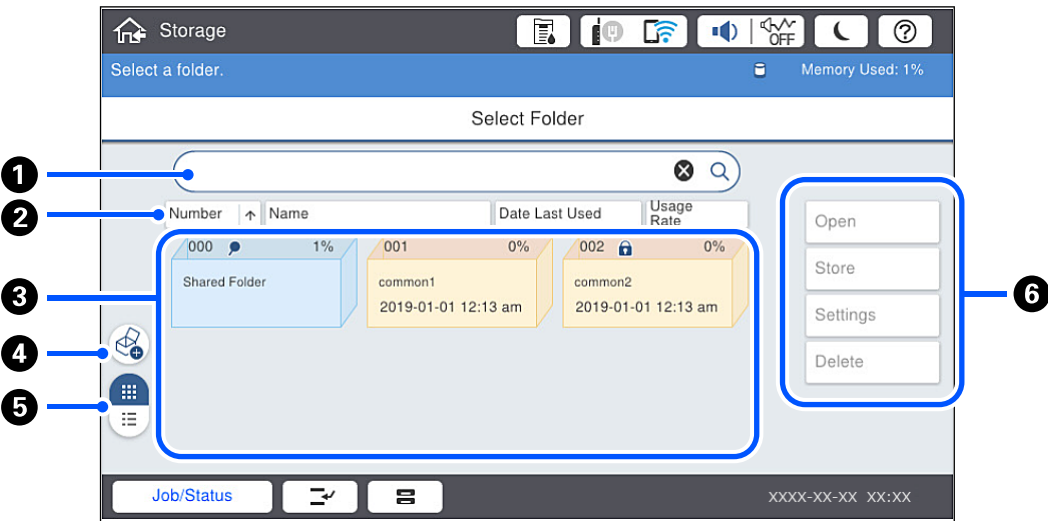 Storage
OFF
?
Select a folder.
Memory Used: 1%
Select Folder
1
2
Number
Name
Date Last Used
Usage
Rate
Open
000
1%
001
0%
002
0%
Store
Shared Folder
common1
common2
3
6
2019-01-01 12:13 am
2019-01-01 12:13 am
Settings
4
Delete
5
Job/Status
XXXX-XX-XX XX:XX